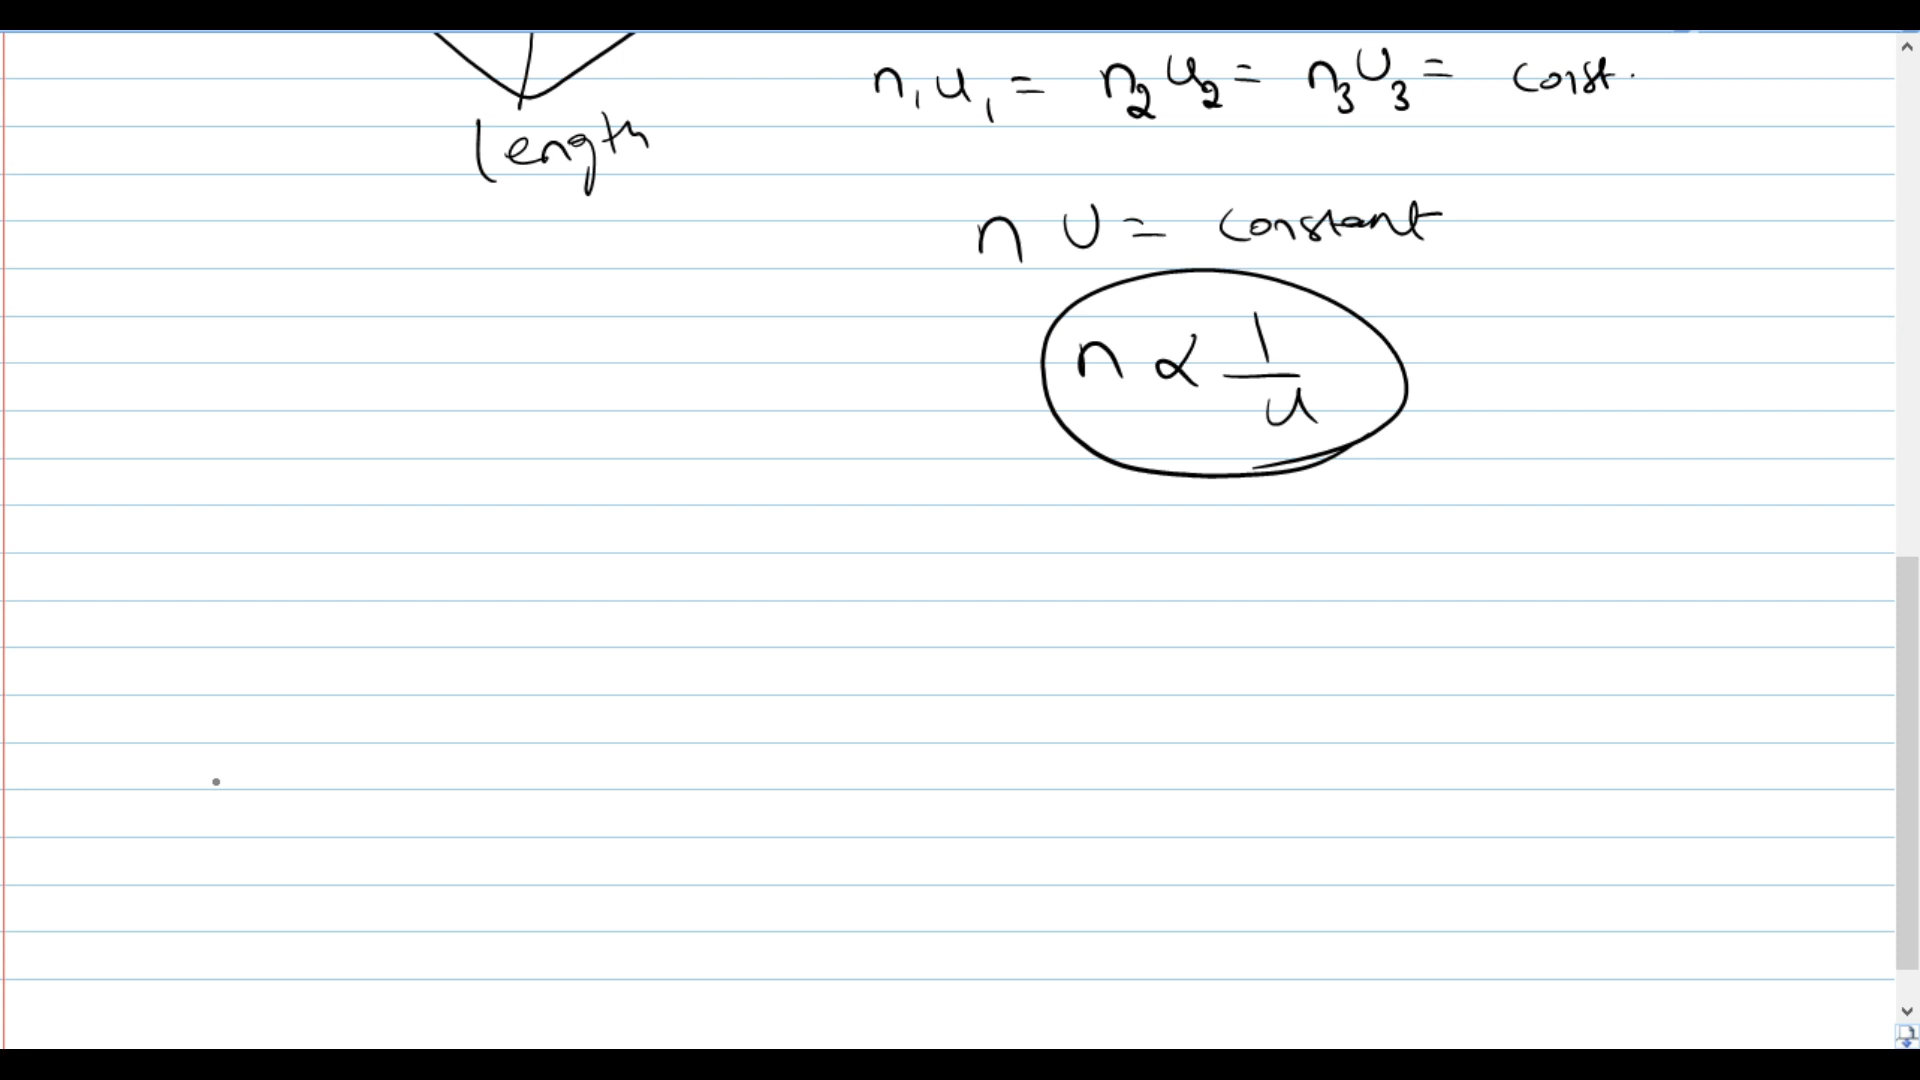 n₁u₁ = n₂u₂ = n₃u₃ = const.
length
n u = constant
n ∝ 1/u